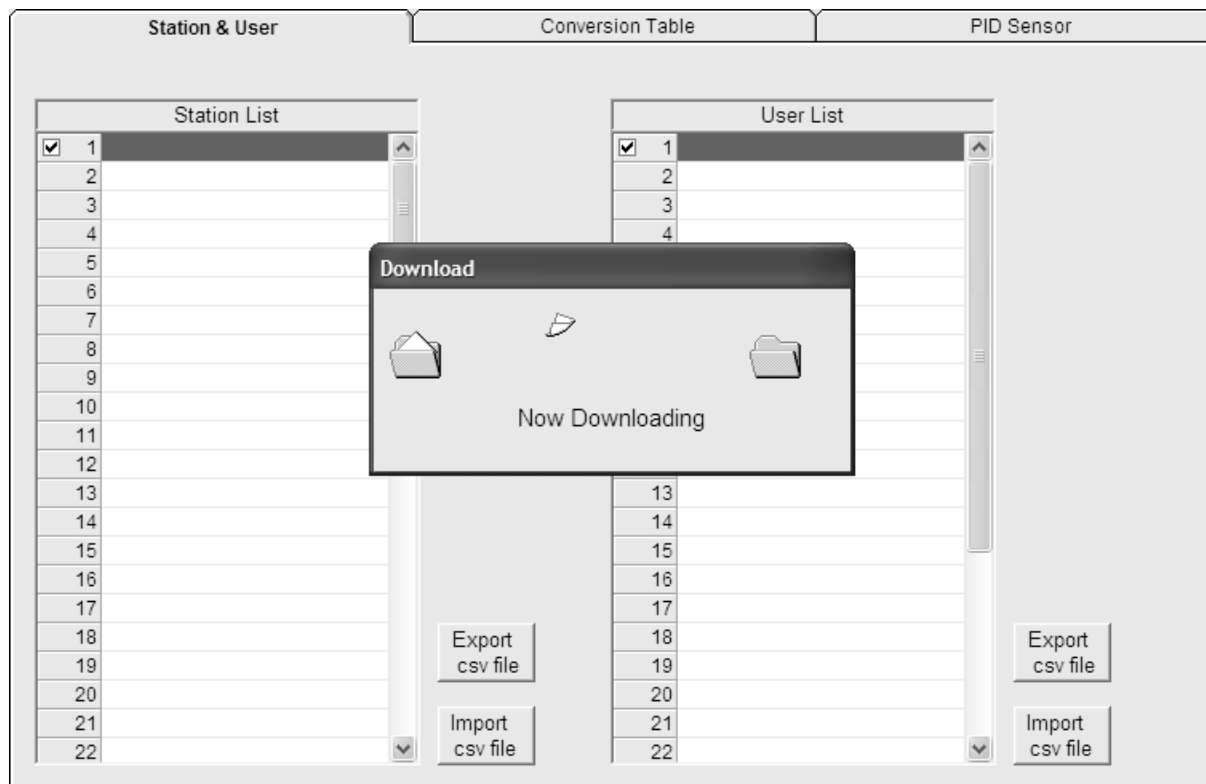 Station & User
Conversion Table
PID Sensor
Station List
User List
1
2
3
4
5
6
7
8
9
10
11
12
13
14
15
16
17
18
19
20
21
22
1
2
3
4
13
14
15
16
17
18
19
20
21
22
Download
Now Downloading
Export
csv file
Import
csv file
Export
csv file
Import
csv file